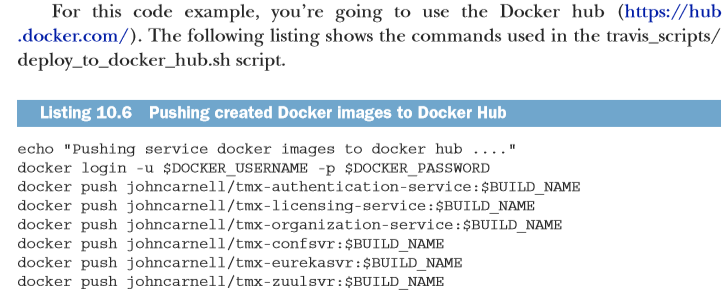 For this code example, you’re going to use the Docker hub (https://hub
.docker.com/). The following listing shows the commands used in the travis_scripts/
deploy_to_docker_hub.sh script.
Listing 10.6 Pushing created Docker images to Docker Hub
echo "Pushing service docker images to docker hub ...."
docker login -u $DOCKER_USERNAME -p $DOCKER_PASSWORD
docker push johncarnell/tmx-authentication-service:$BUILD_NAME
docker push johncarnell/tmx-licensing-service:$BUILD_NAME
docker push johncarnell/tmx-organization-service:$BUILD_NAME
docker push johncarnell/tmx-confsvr:$BUILD_NAME
docker push johncarnell/tmx-eurekasvr:$BUILD_NAME
docker push johncarnell/tmx-zuulsvr:$BUILD_NAME